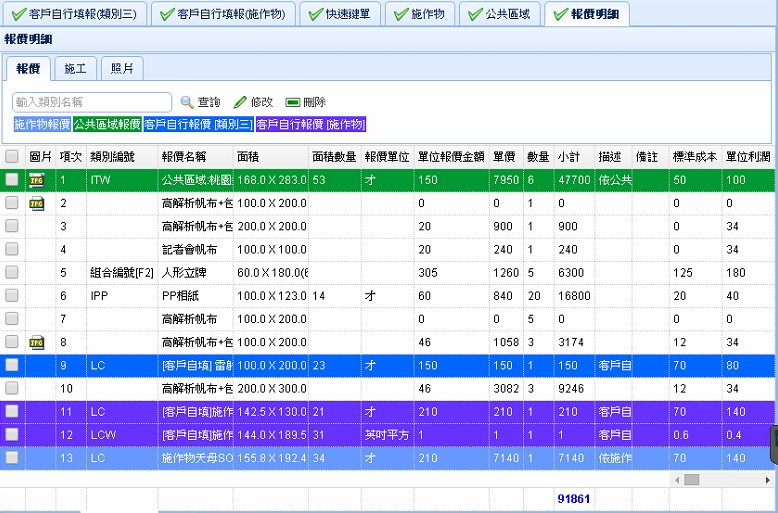 客戶自行填報(類別三) 客戶自行填報(施作物) 快速鍵單 施作物 公共區域 報價明細
報價明細
報價 施工 照片
輸入類別名稱 查詢 修改 刪除
施作物報價 公共區域報價 客戶自行報價 [類別三] 客戶自行報價 [施作物]
圖片 項次 類別編號 報價名稱 面積 面積數量 報價單位 單位報價金額 單價 數量 小計 描述 備註 標準成本 單位利潤
JPG 1 ITW 公共區域:桃園 168.0 X 283.0 53 才 150 7950 6 47700 依公共 50 100
JPG 2 高解析帆布+包 100.0 X 200.0 0 0 1 0 0 0
3 高解析帆布+包 200.0 X 200.0 20 900 1 900 0 34
4 記者會帆布 100.0 X 100.0 20 240 1 240 0 34
5 組合編號[F2] 人形立牌 60.0 X 180.0(6 305 1260 5 6300 125 180
6 IPP PP相紙 100.0 X 123.0 14 才 60 840 20 16800 20 40
7 高解析帆布 100.0 X 200.0 0 0 5 0 0 0
JPG 8 高解析帆布+包 100.0 X 200.0 46 1058 3 3174 12 34
9 LC [客戶自填] 雷射 100.0 X 200.0 23 才 150 150 1 150 客戶自 70 80
10 高解析帆布+包 200.0 X 300.0 46 3082 3 9246 12 34
11 LC [客戶自填]施作 142.5 X 130.0 21 才 210 210 1 210 客戶自 70 140
12 LCW [客戶自填]施作 144.0 X 189.5 31 英吋平方 1 1 1 1 客戶自 0.6 0.4
13 LC 施作物天母SO 155.8 X 192.4 34 才 210 7140 1 7140 依施作 70 140
91861